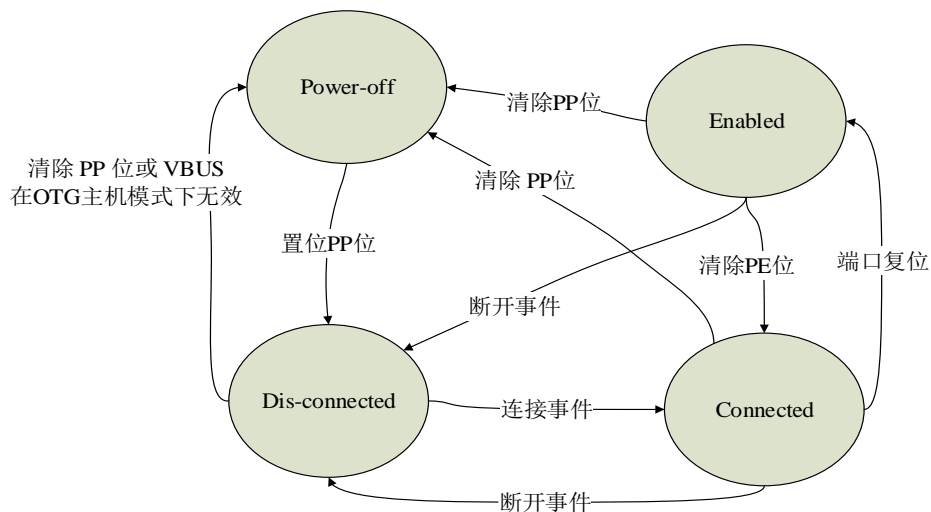 Power-off
Enabled
清除PP位
清除 PP 位或 VBUS
在OTG主机模式下无效
清除 PP位
置位PP位
清除PE位
端口复位
断开事件
Dis-connected
连接事件
Connected
断开事件